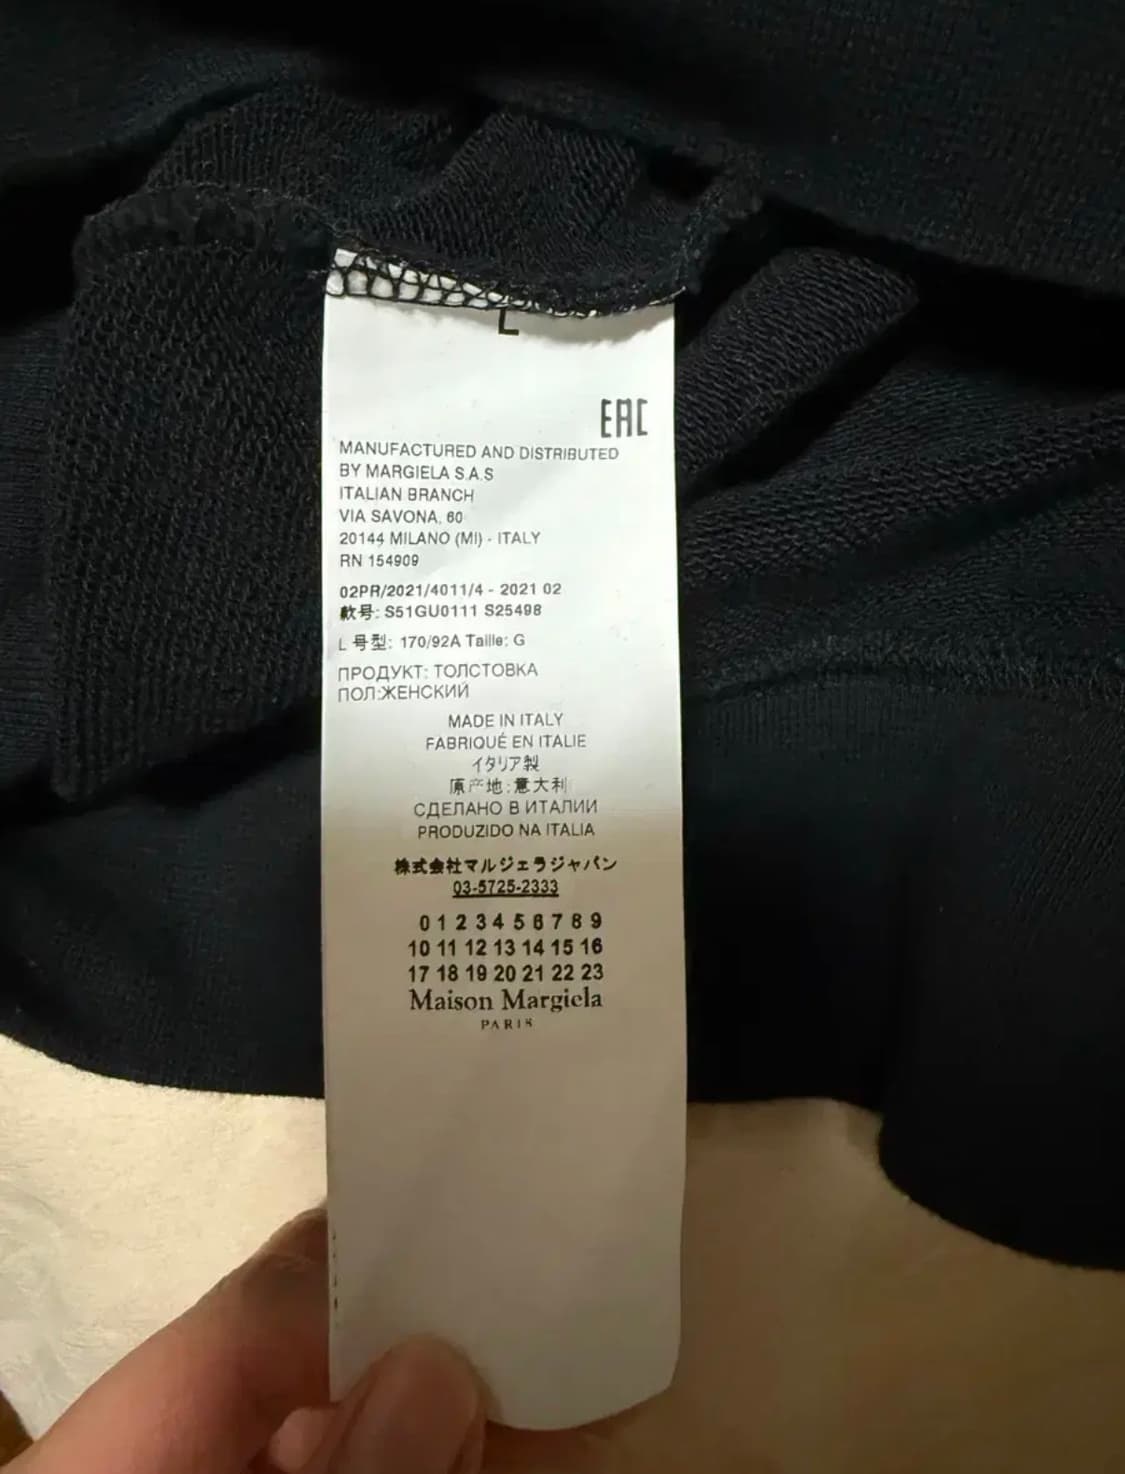 L
EAC
MANUFACTURED AND DISTRIBUTED
BY MARGIELA S.A.S
ITALIAN BRANCH
VIA SAVONA, 60
20144 MILANO (MI) - ITALY
RN 154909
02PR/2021/4011/4 - 2021 02
款号: S51GU0111 S25498
L 号型: 170/92A Taille: G
ПРОДУКТ: ТОЛСТОВКА
ПОЛ:ЖЕНСКИЙ
MADE IN ITALY
FABRIQUÉ EN ITALIE
イタリア製
原产地:意大利
СДЕЛАНО В ИТАЛИИ
PRODUZIDO NA ITALIA
株式会社マルジェラジャパン
03-5725-2333
0 1 2 3 4 5 6 7 8 9
10 11 12 13 14 15 16
17 18 19 20 21 22 23
Maison Margiela
PARIS